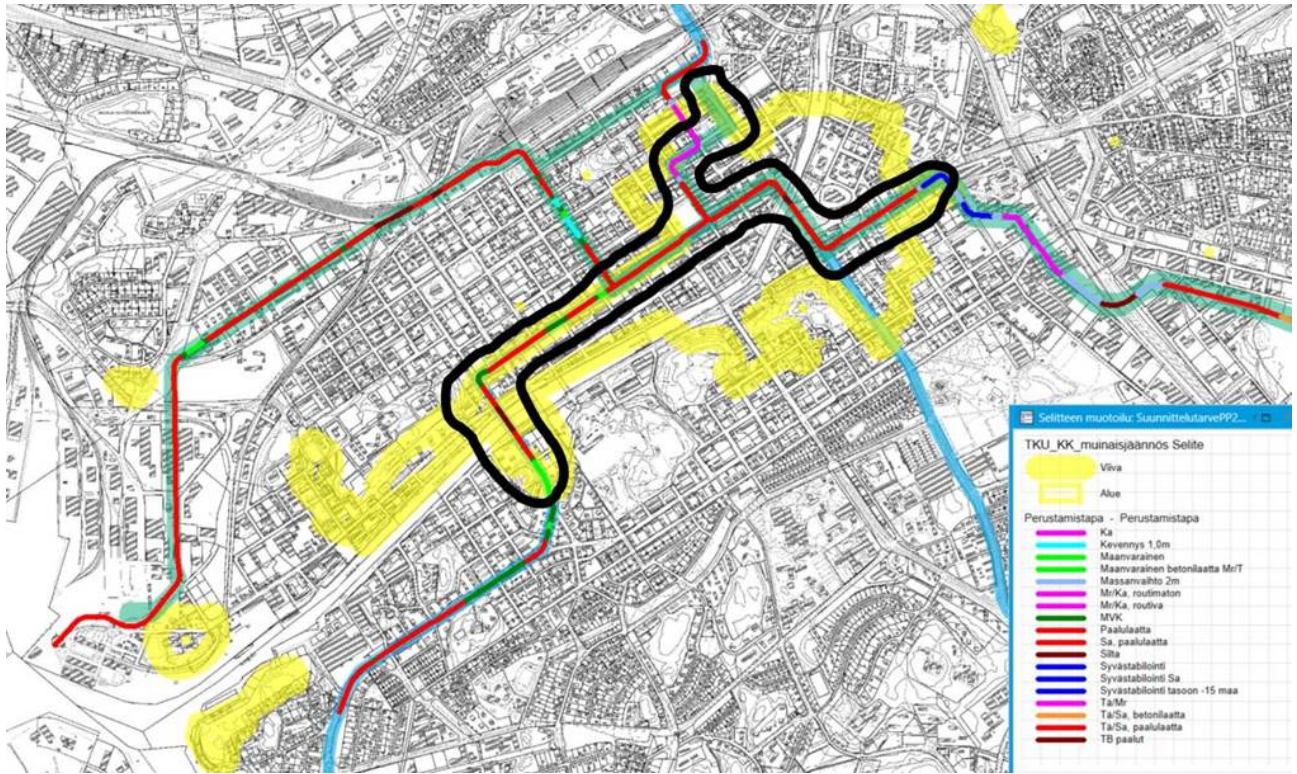 Selitteen muotoilu: SuunnittelutarvePP2...
TKU_KK_muinaisjäännös Selite
Viiva
Alue
Perustamistapa - Perustamistapa
Ka
Kevennys 1,0m
Maanvarainen
Maanvarainen betonilaatta Mr/T
Massanvaihto 2m
Mr/Ka, routimaton
Mr/Ka, routiva
MVK
Paalulaatta
Sa, paalulaatta
Silta
Syvästabilointi
Syvästabilointi Sa
Syvästabilointi tasoon -15 maa
Ta/Mr
Ta/Sa, betonilaatta
Ta/Sa, paalulaatta
TB paalut